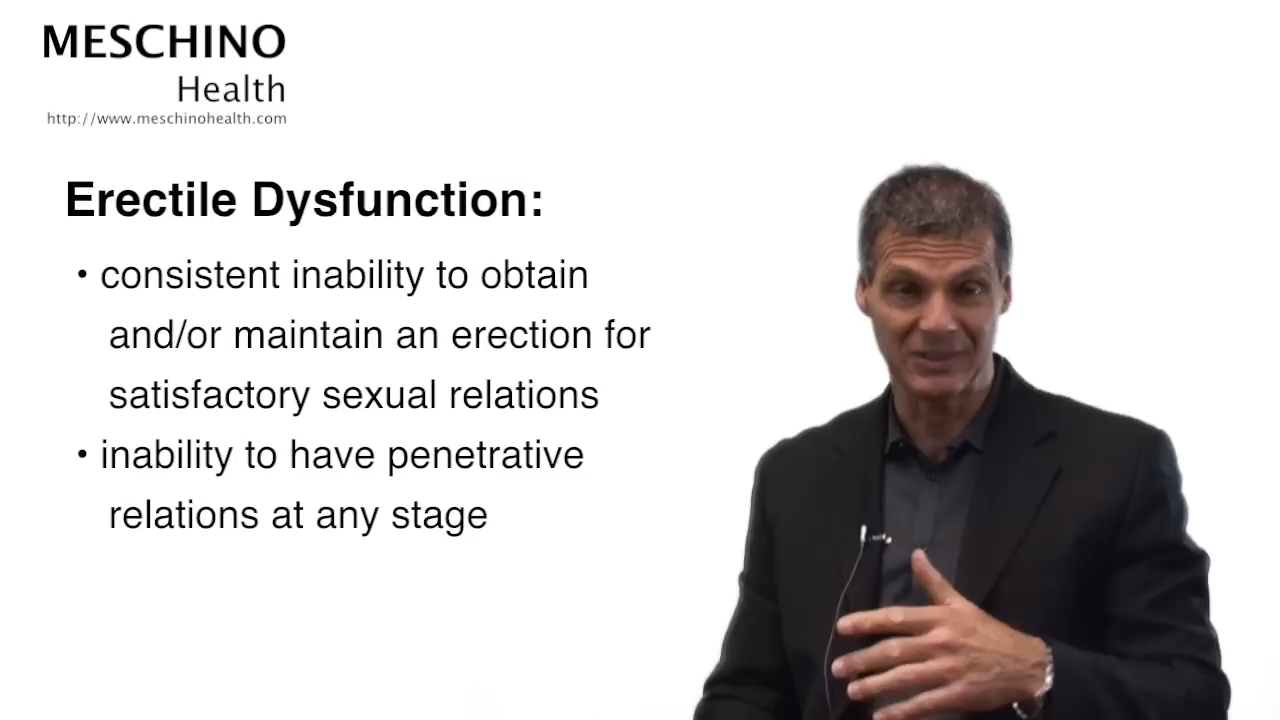 MESCHINO
Health
http://www.meschinohealth.com
Erectile Dysfunction:
• consistent inability to obtain
and/or maintain an erection for
satisfactory sexual relations
• inability to have penetrative
relations at any stage